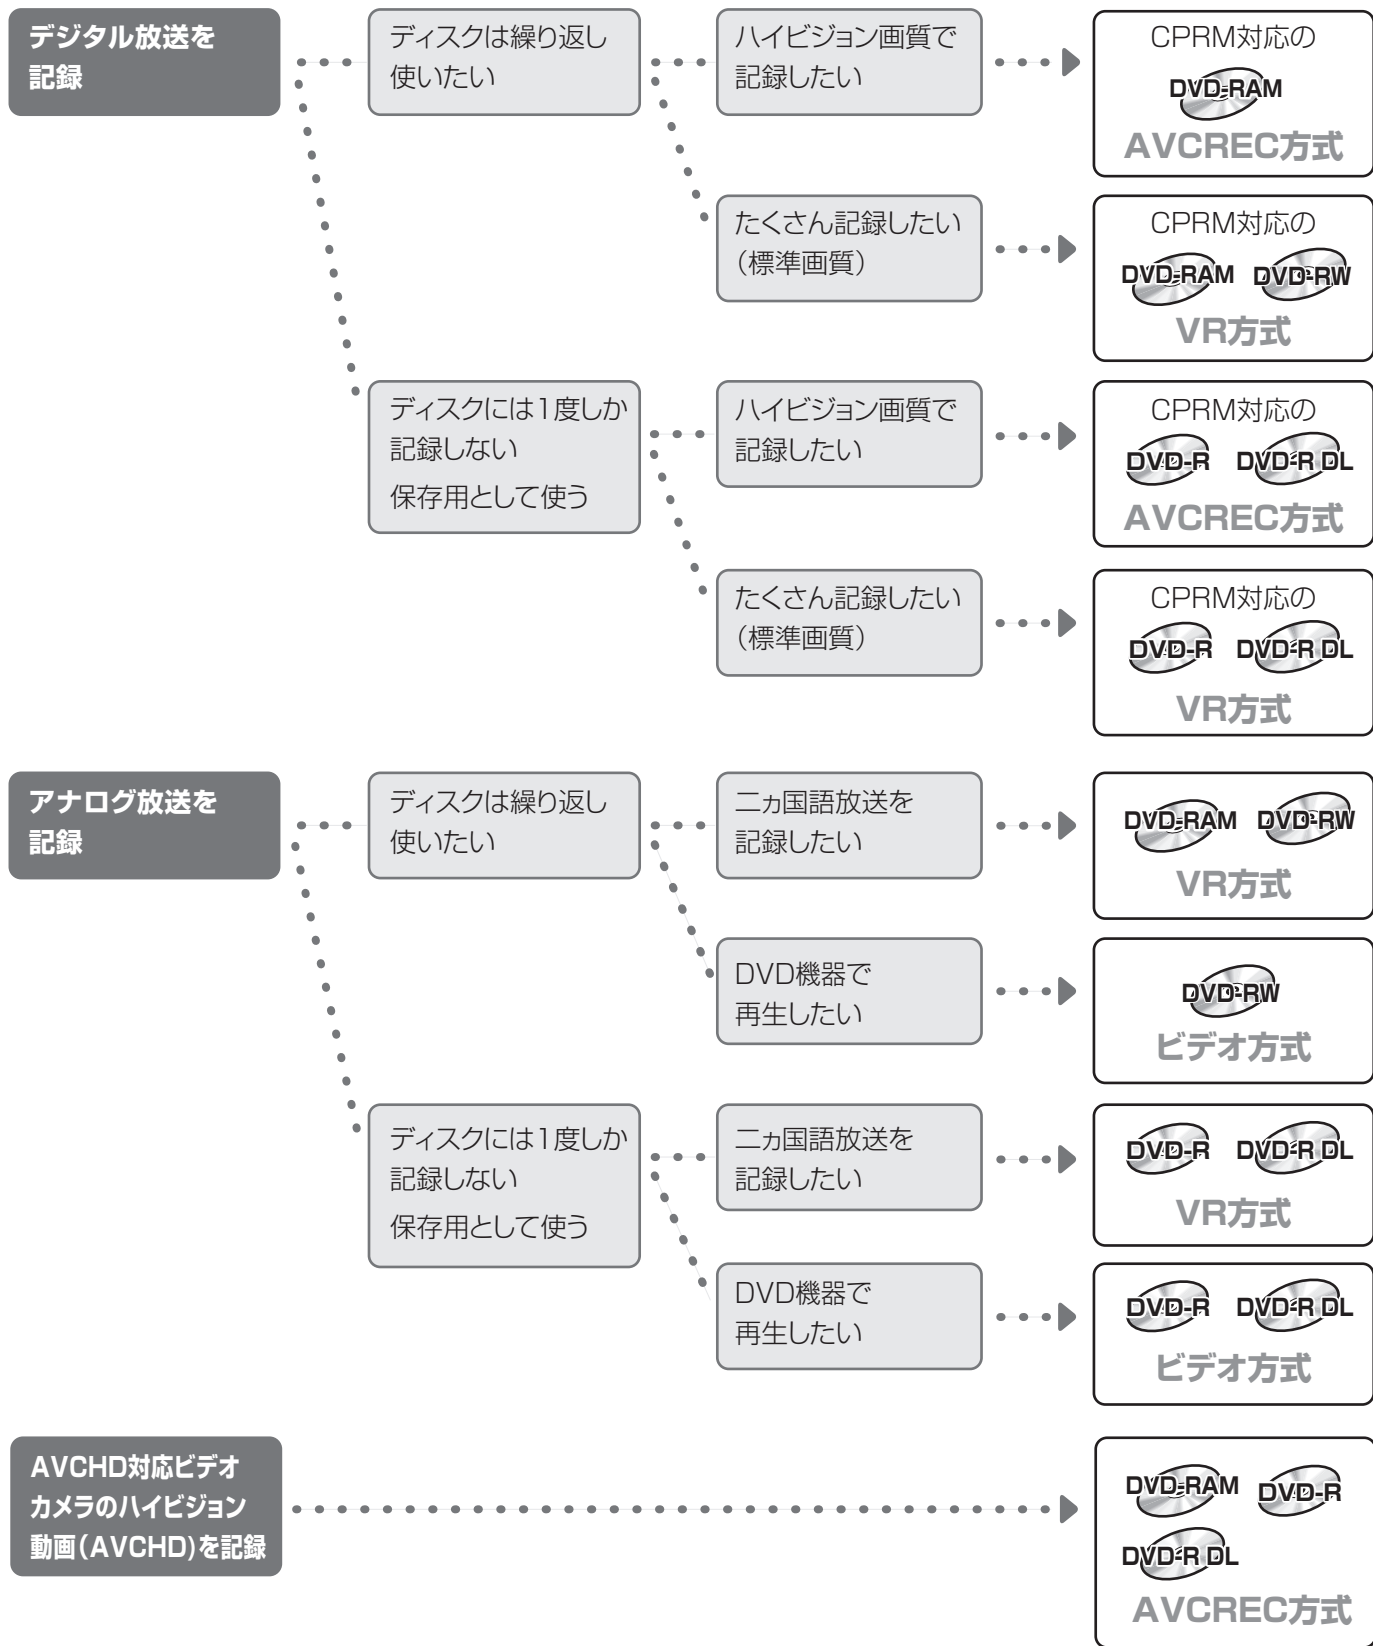 デジタル放送を
記録
ディスクは繰り返し
使いたい
ハイビジョン画質で
記録したい
CPRM対応の
DVD-RAM
AVCREC方式
たくさん記録したい
（標準画質）
CPRM対応の
DVD-RAM DVD-RW
VR方式
ディスクには1度しか
記録しない
保存用として使う
ハイビジョン画質で
記録したい
CPRM対応の
DVD-R DVD-R DL
AVCREC方式
たくさん記録したい
（標準画質）
CPRM対応の
DVD-R DVD-R DL
VR方式
アナログ放送を
記録
ディスクは繰り返し
使いたい
二ヵ国語放送を
記録したい
DVD-RAM DVD-RW
VR方式
DVD機器で
再生したい
DVD-RW
ビデオ方式
ディスクには1度しか
記録しない
保存用として使う
二ヵ国語放送を
記録したい
DVD-R DVD-R DL
VR方式
DVD機器で
再生したい
DVD-R DVD-R DL
ビデオ方式
AVCHD対応ビデオ
カメラのハイビジョン
動画（AVCHD)を記録
DVD-RAM DVD-R
DVD-R DL
AVCREC方式